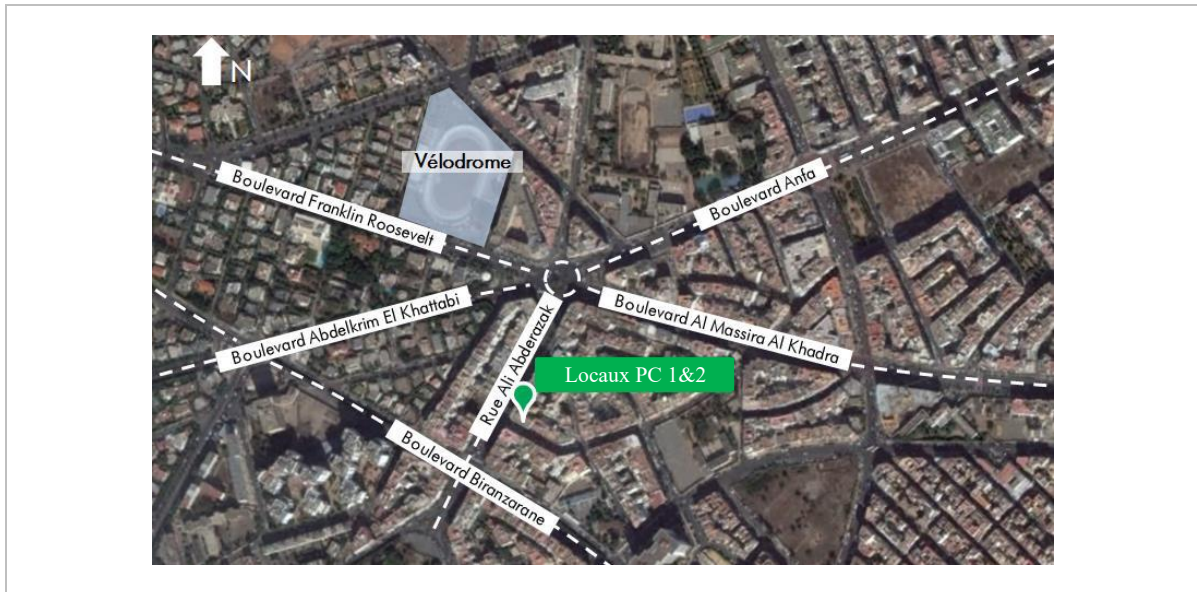 N
Vélodrome
Boulevard Franklin Roosevelt
Boulevard Anfa
Boulevard Abdelkrim El Khattabi
Boulevard Al Massira Al Khadra
Rue Ali Abderazak
Locaux PC 1&2
Boulevard Biranzarane